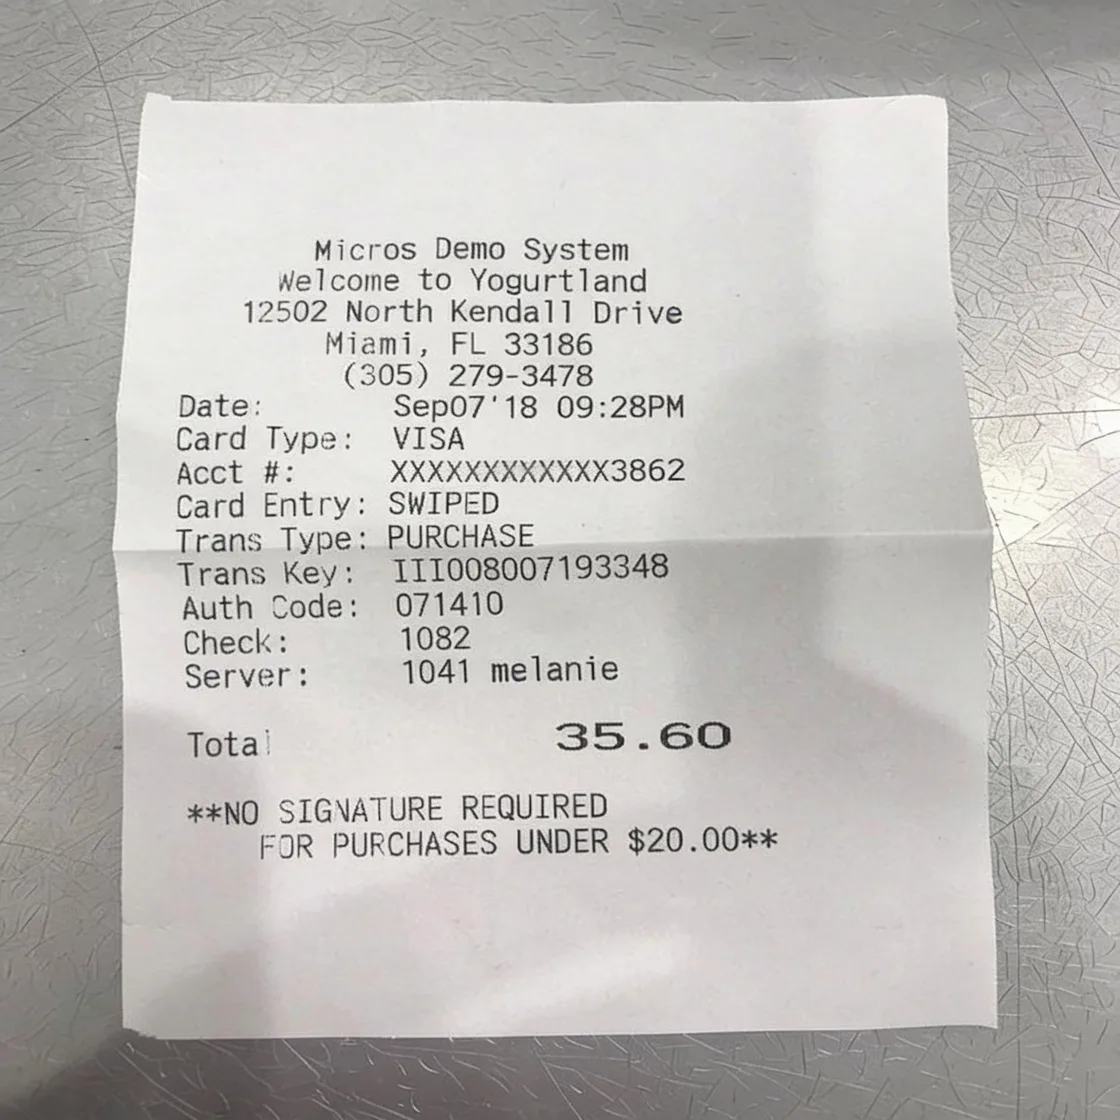 Micros Demo System
Welcome to Yogurtland
12502 North Kendall Drive
Miami, FL 33186
(305) 279-3478
Date: Sep07'18 09:28PM
Card Type: VISA
Acct #: XXXXXXXXXXXX3862
Card Entry: SWIPED
Trans Type: PURCHASE
Trans Key: III008007193348
Auth Code: 071410
Check: 1082
Server: 1041 melanie
Total 35.60
**NO SIGNATURE REQUIRED
FOR PURCHASES UNDER $20.00**